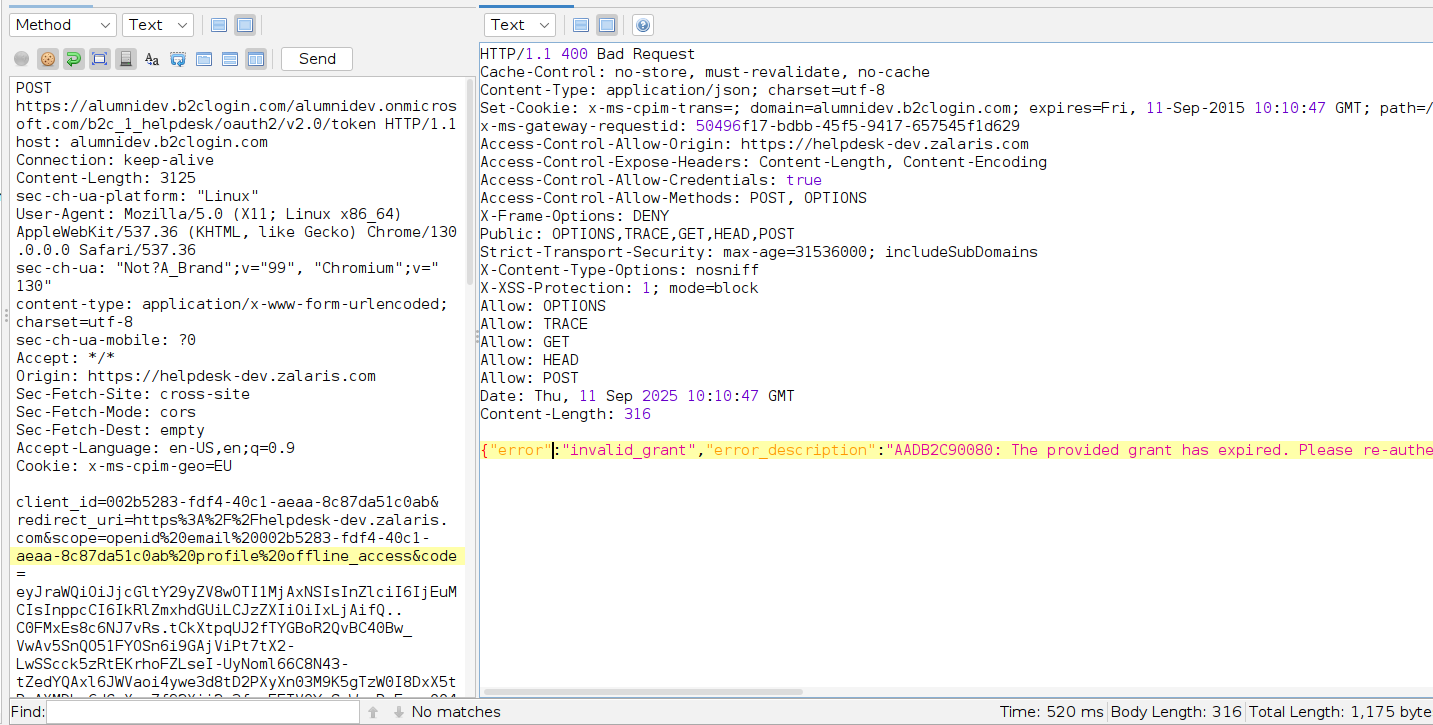 Method
Text
Send
POST
https://alumnidev.b2clogin.com/alumnidev.onmicros
oft.com/b2c_1_helpdesk/oauth2/v2.0/token HTTP/1.1
host: alumnidev.b2clogin.com
Connection: keep-alive
Content-Length: 3125
sec-ch-ua-platform: "Linux"
User-Agent: Mozilla/5.0 (X11; Linux x86_64)
AppleWebKit/537.36 (KHTML, like Gecko) Chrome/130
.0.0.0 Safari/537.36
sec-ch-ua: "Not?A_Brand";v="99", "Chromium";v="
130"
content-type: application/x-www-form-urlencoded;
charset=utf-8
sec-ch-ua-mobile: ?0
Accept: */*
Origin: https://helpdesk-dev.zalaris.com
Sec-Fetch-Site: cross-site
Sec-Fetch-Mode: cors
Sec-Fetch-Dest: empty
Accept-Language: en-US,en;q=0.9
Cookie: x-ms-cpim-geo=EU
client_id=002b5283-fdf4-40c1-aeaa-8c87da51c0ab&
redirect_uri=https%3A%2F%2Fhelpdesk-dev.zalaris.
com&scope=openid%20email%20002b5283-fdf4-40c1-
aeaa-8c87da51c0ab%20profile%20offline_access&code
=
eyJraWQiOiJjcGltY29yZV8wOTI1MjAxNSIsInZlciI6IjEuM
CIsInppcCI6IkRlZmxhdGUiLCJzZXIiOiIxLjAifQ..
C0FMxEs8c6NJ7vRs.tCkXtpqUJ2fTYGBoR2QvBC40Bw_
VwAv5SnQO51FYOSn6i9GAjViPt7tX2-
LwSScck5zRtEKrhoFZLseI-UyNoml66C8N43-
tZedYQAxl6JWVaoi4ywe3d8tD2PXyXn03M9K5gTzW0I8DxX5t
Text
HTTP/1.1 400 Bad Request
Cache-Control: no-store, must-revalidate, no-cache
Content-Type: application/json; charset=utf-8
Set-Cookie: x-ms-cpim-trans=; domain=alumnidev.b2clogin.com; expires=Fri, 11-Sep-2015 10:10:47 GMT; path=/
x-ms-gateway-requestid: 50496f17-bdbb-45f5-9417-657545f1d629
Access-Control-Allow-Origin: https://helpdesk-dev.zalaris.com
Access-Control-Expose-Headers: Content-Length, Content-Encoding
Access-Control-Allow-Credentials: true
Access-Control-Allow-Methods: POST, OPTIONS
X-Frame-Options: DENY
Public: OPTIONS,TRACE,GET,HEAD,POST
Strict-Transport-Security: max-age=31536000; includeSubDomains
X-Content-Type-Options: nosniff
X-XSS-Protection: 1; mode=block
Allow: OPTIONS
Allow: TRACE
Allow: GET
Allow: HEAD
Allow: POST
Date: Thu, 11 Sep 2025 10:10:47 GMT
Content-Length: 316
{"error":"invalid_grant","error_description":"AADB2C90080: The provided grant has expired. Please re-authe
Find:
No matches
Time: 520 ms
Body Length: 316
Total Length: 1,175 byte